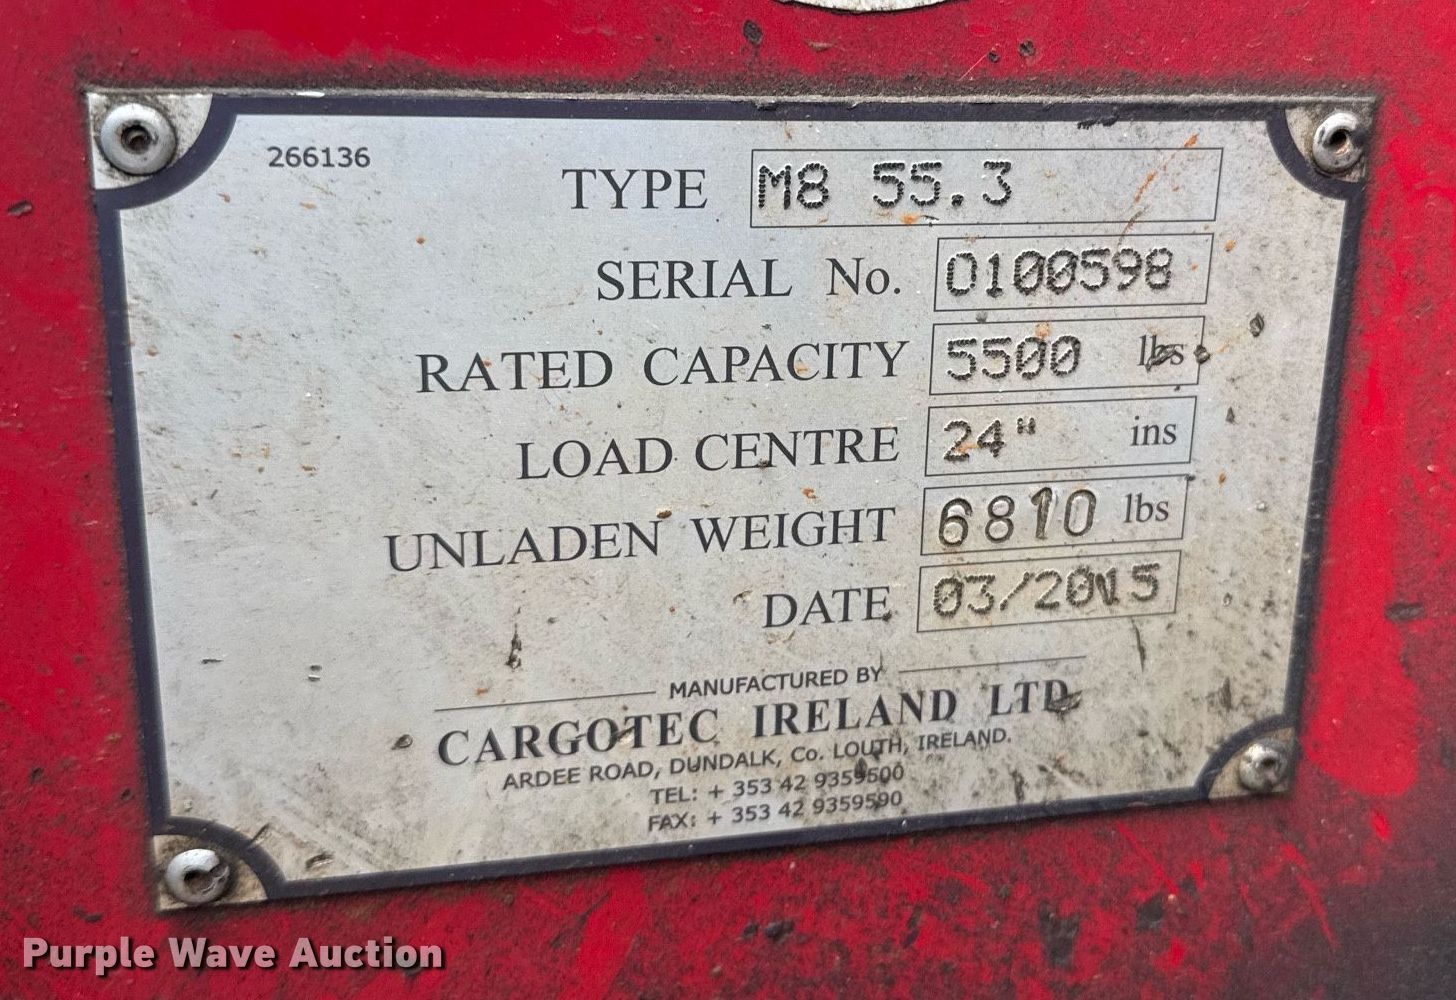 266136
TYPE M8 55.3
SERIAL No. 0100598
RATED CAPACITY 5500 lbs
LOAD CENTRE 24" ins
UNLADEN WEIGHT 6810 lbs
DATE 03/2015
MANUFACTURED BY
CARGOTEC IRELAND LTD
ARDEE ROAD, DUNDALK, Co. LOUTH, IRELAND.
TEL: + 353 42 9359500
FAX: + 353 42 9359590
Purple Wave Auction